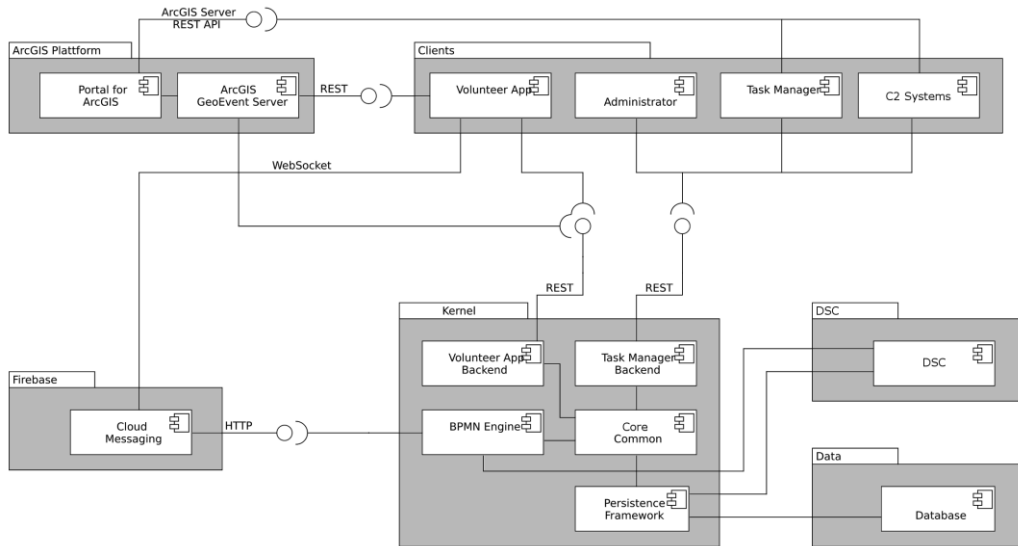 ArcGIS Server
REST API
ArcGIS Plattform
Clients
Portal for
ArcGIS
ArcGIS
GeoEvent Server
REST
Volunteer App
Administrator
Task Manager
C2 Systems
WebSocket
REST
REST
Kernel
DSC
Volunteer App
Backend
Task Manager
Backend
DSC
Firebase
Cloud
Messaging
HTTP
BPMN Engine
Core
Common
Data
Persistence
Framework
Database